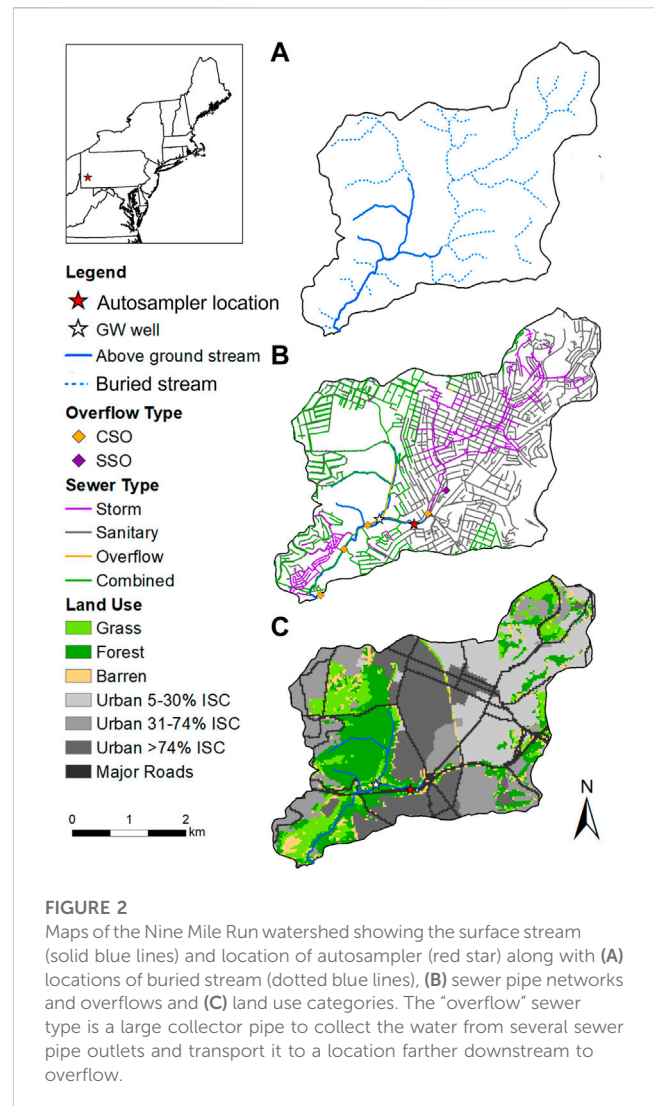 A
Legend
Autosampler location
GW well
Above ground stream
Buried stream
B
Overflow Type
CSO
SSO
Sewer Type
Storm
Sanitary
Overflow
Combined
Land Use
C
Grass
Forest
Barren
Urban 5-30% ISC
Urban 31-74% ISC
Urban >74% ISC
Major Roads
0 1 2
km
N
FIGURE 2
Maps of the Nine Mile Run watershed showing the surface stream
(solid blue lines) and location of autosampler (red star) along with (A)
locations of buried stream (dotted blue lines), (B) sewer pipe networks
and overflows and (C) land use categories. The “overflow” sewer
type is a large collector pipe to collect the water from several sewer
pipe outlets and transport it to a location farther downstream to
overflow.